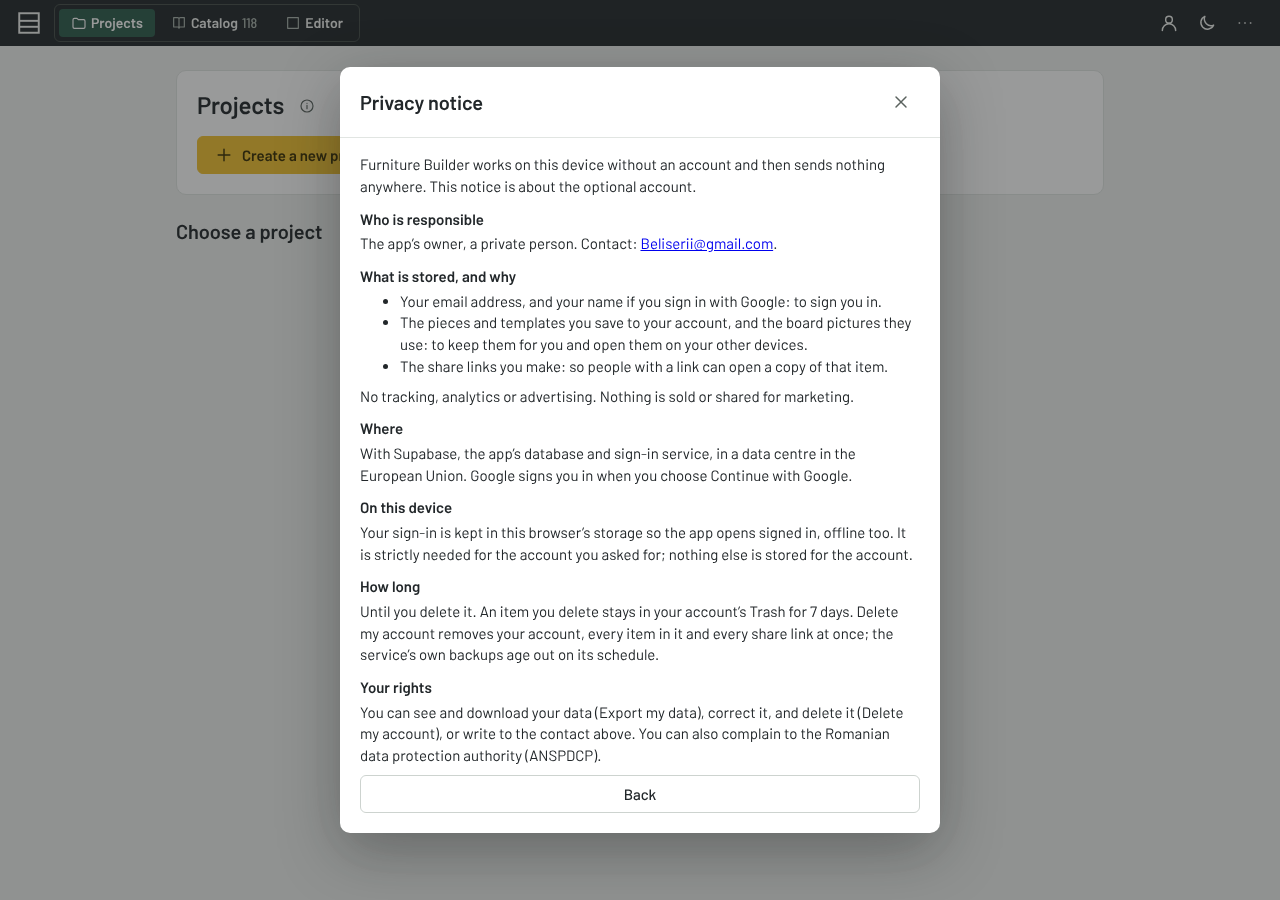 Projects
Catalog 118
Editor
Projects
Create a new p
Choose a project
Privacy notice
Furniture Builder works on this device without an account and then sends nothing
anywhere. This notice is about the optional account.
Who is responsible
The app’s owner, a private person. Contact: Beliserii@gmail.com.
What is stored, and why
• Your email address, and your name if you sign in with Google: to sign you in.
• The pieces and templates you save to your account, and the board pictures they
use: to keep them for you and open them on your other devices.
• The share links you make: so people with a link can open a copy of that item.
No tracking, analytics or advertising. Nothing is sold or shared for marketing.
Where
With Supabase, the app’s database and sign-in service, in a data centre in the
European Union. Google signs you in when you choose Continue with Google.
On this device
Your sign-in is kept in this browser’s storage so the app opens signed in, offline too. It
is strictly needed for the account you asked for; nothing else is stored for the account.
How long
Until you delete it. An item you delete stays in your account’s Trash for 7 days. Delete
my account removes your account, every item in it and every share link at once; the
service’s own backups age out on its schedule.
Your rights
You can see and download your data (Export my data), correct it, and delete it (Delete
my account), or write to the contact above. You can also complain to the Romanian
data protection authority (ANSPDCP).
Back